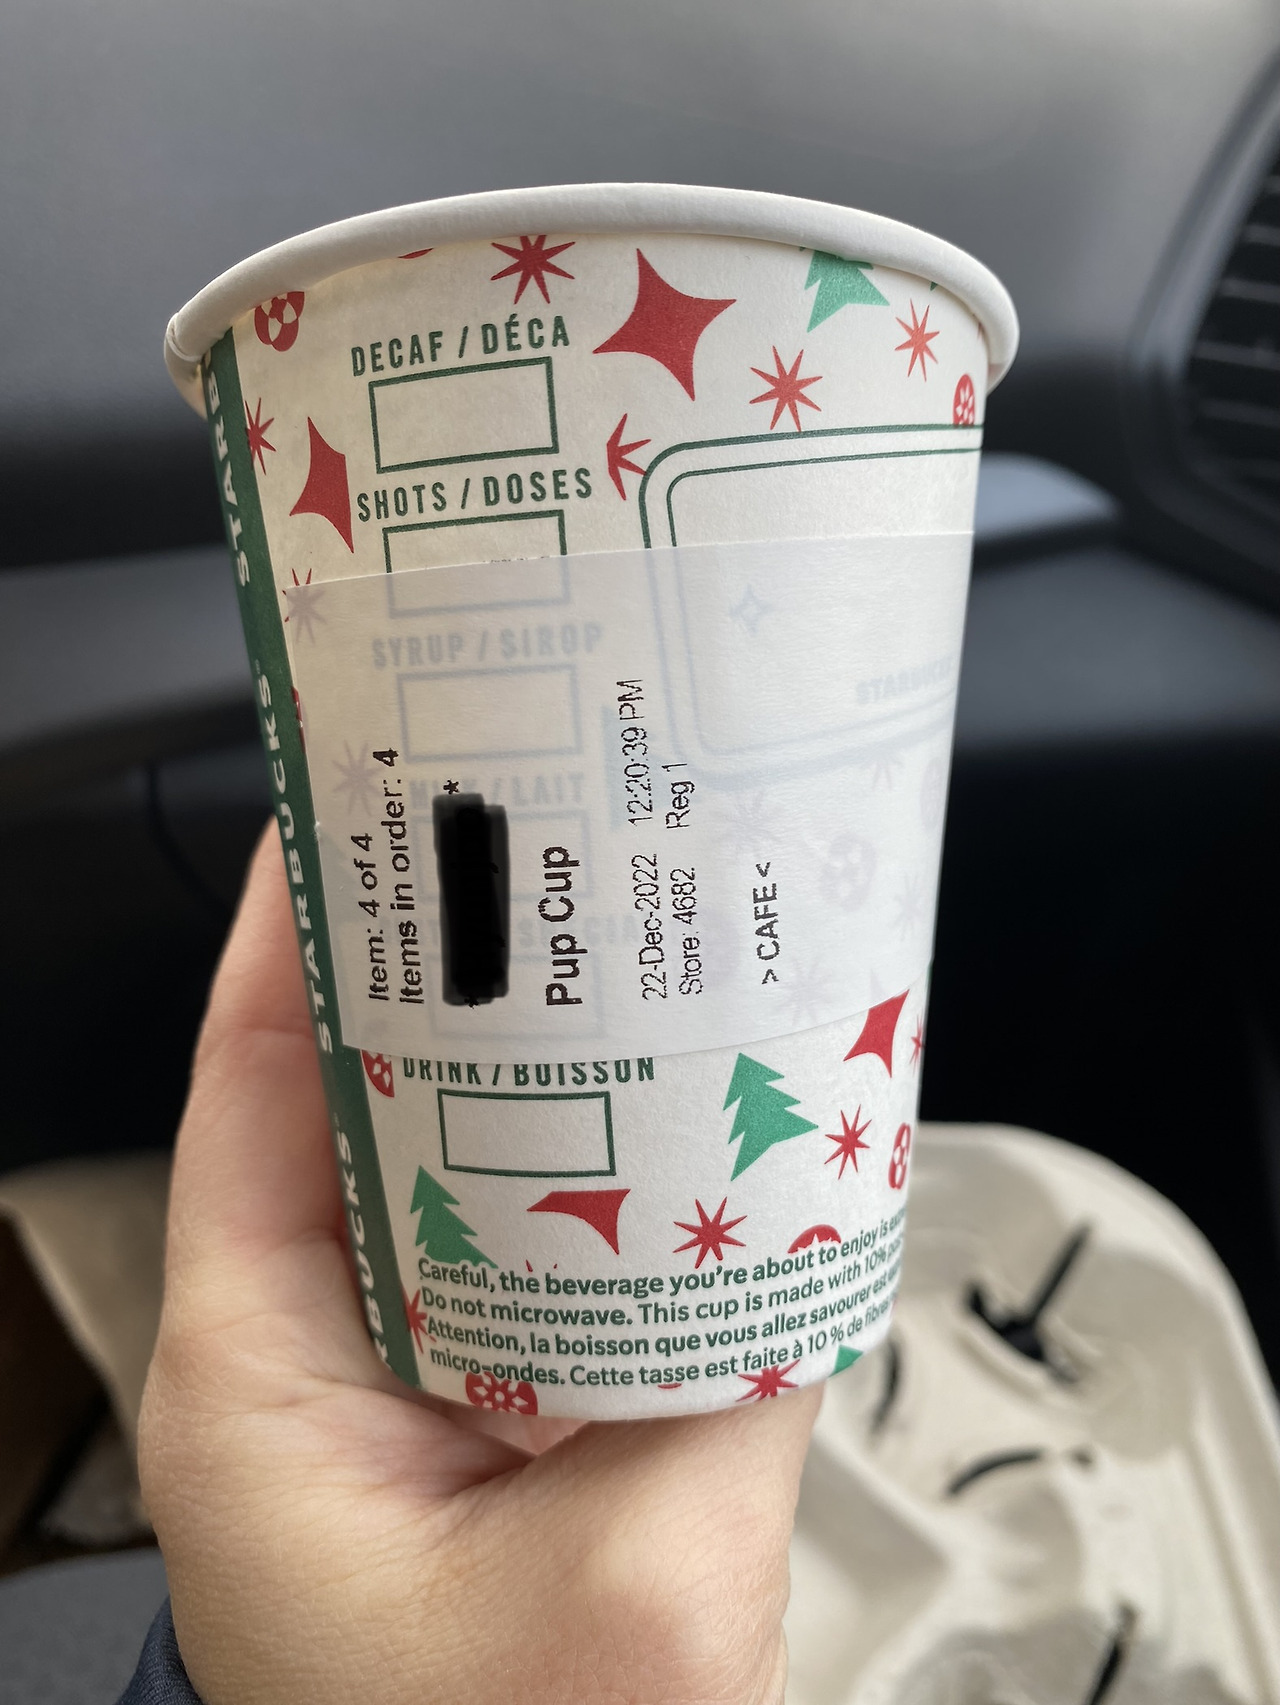 DECAF / DÉCA
SHOTS / DOSES
SYRUP / SIROP
/ LAIT
DRINK / BOISSON
STARBUCKS
STARBUCKS
Item: 4 of 4
Items in order: 4
Pup Cup
22-Dec-2022 12:20:39 PM
Store: 4682 Reg 1
> CAFE <
Careful, the beverage you're about to enjoy is
Do not microwave. This cup is made with 10%
Attention, la boisson que vous allez savourer est
micro-ondes. Cette tasse est faite à 10 % de